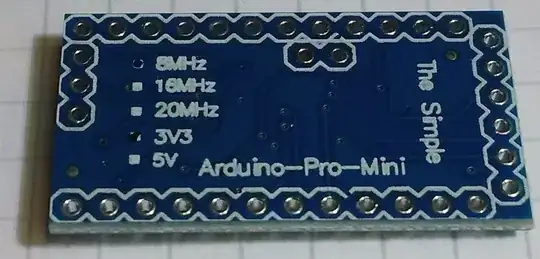 8MHz
16MHz
20MHz
3V3
5V
Arduino-Pro-Mini
The Simple